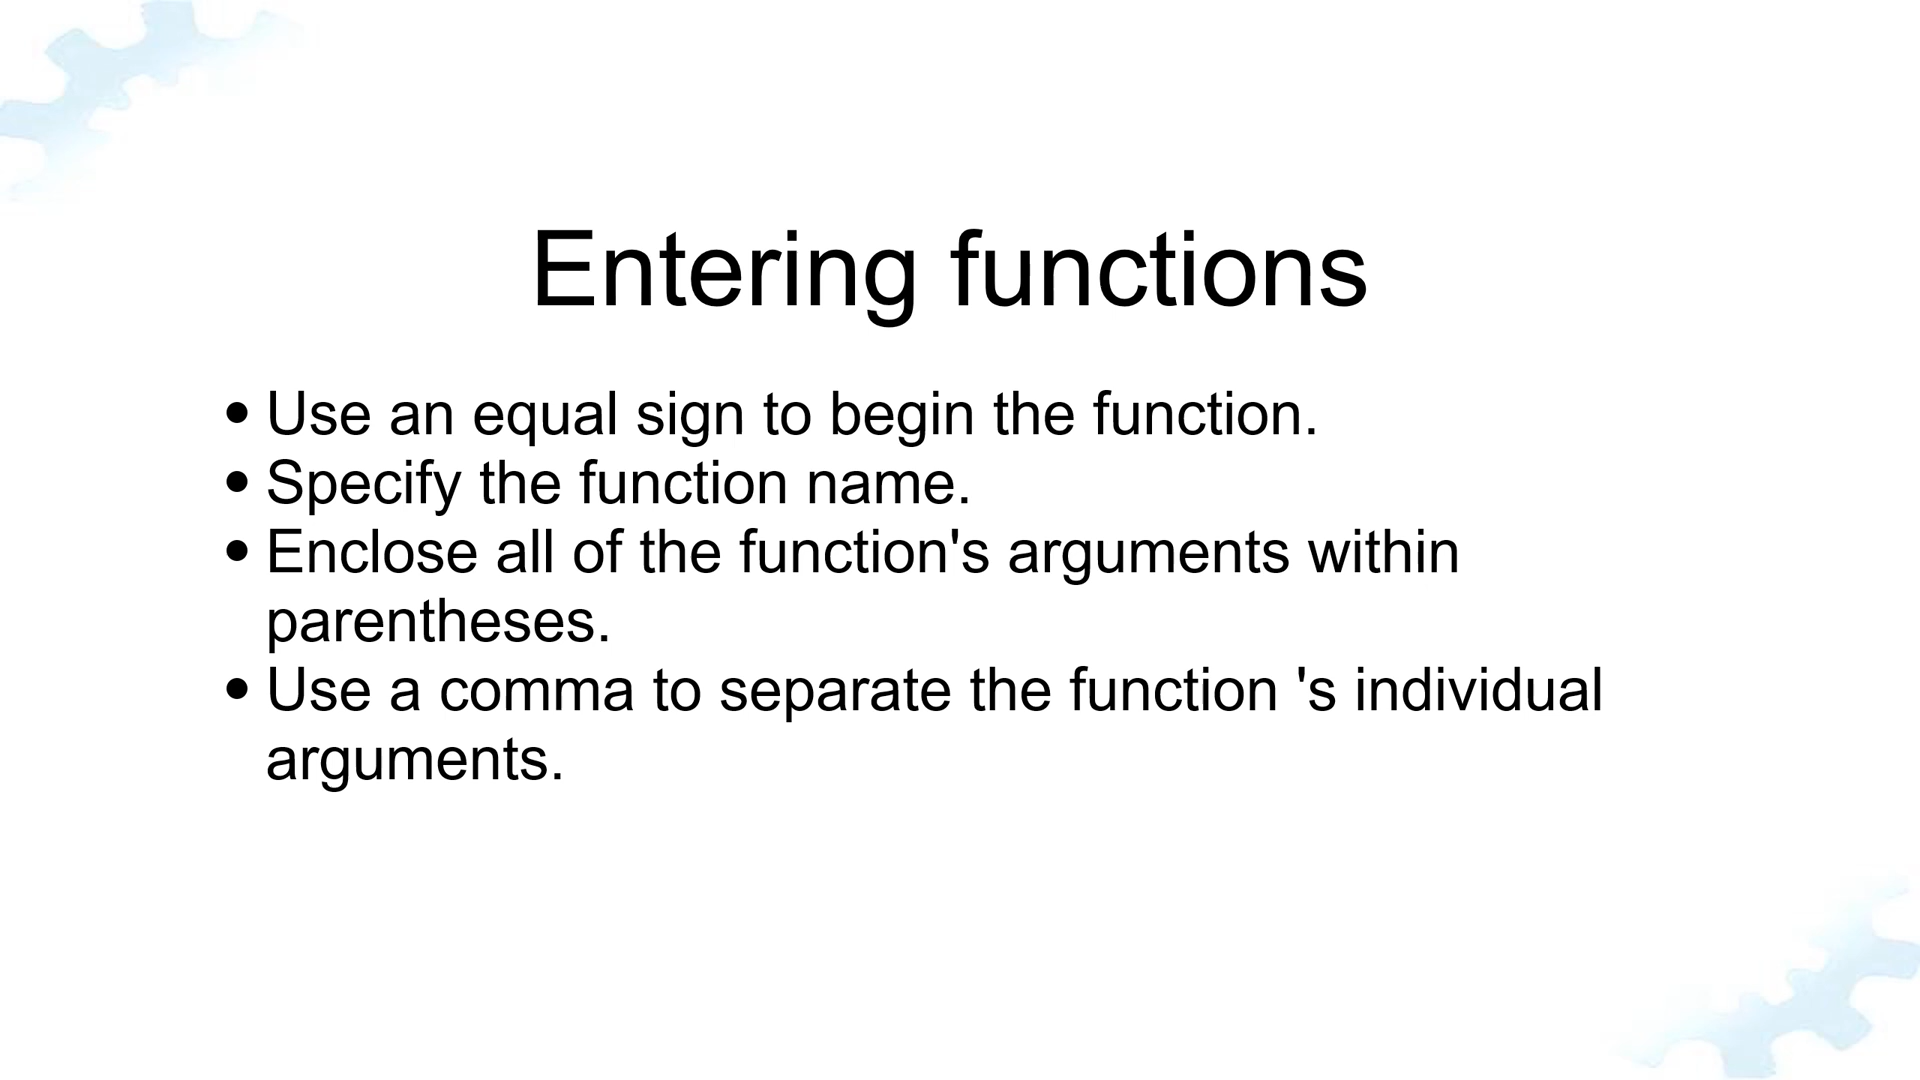 Entering functions
• Use an equal sign to begin the function.
• Specify the function name.
• Enclose all of the function's arguments within
parentheses.
• Use a comma to separate the function 's individual
arguments.